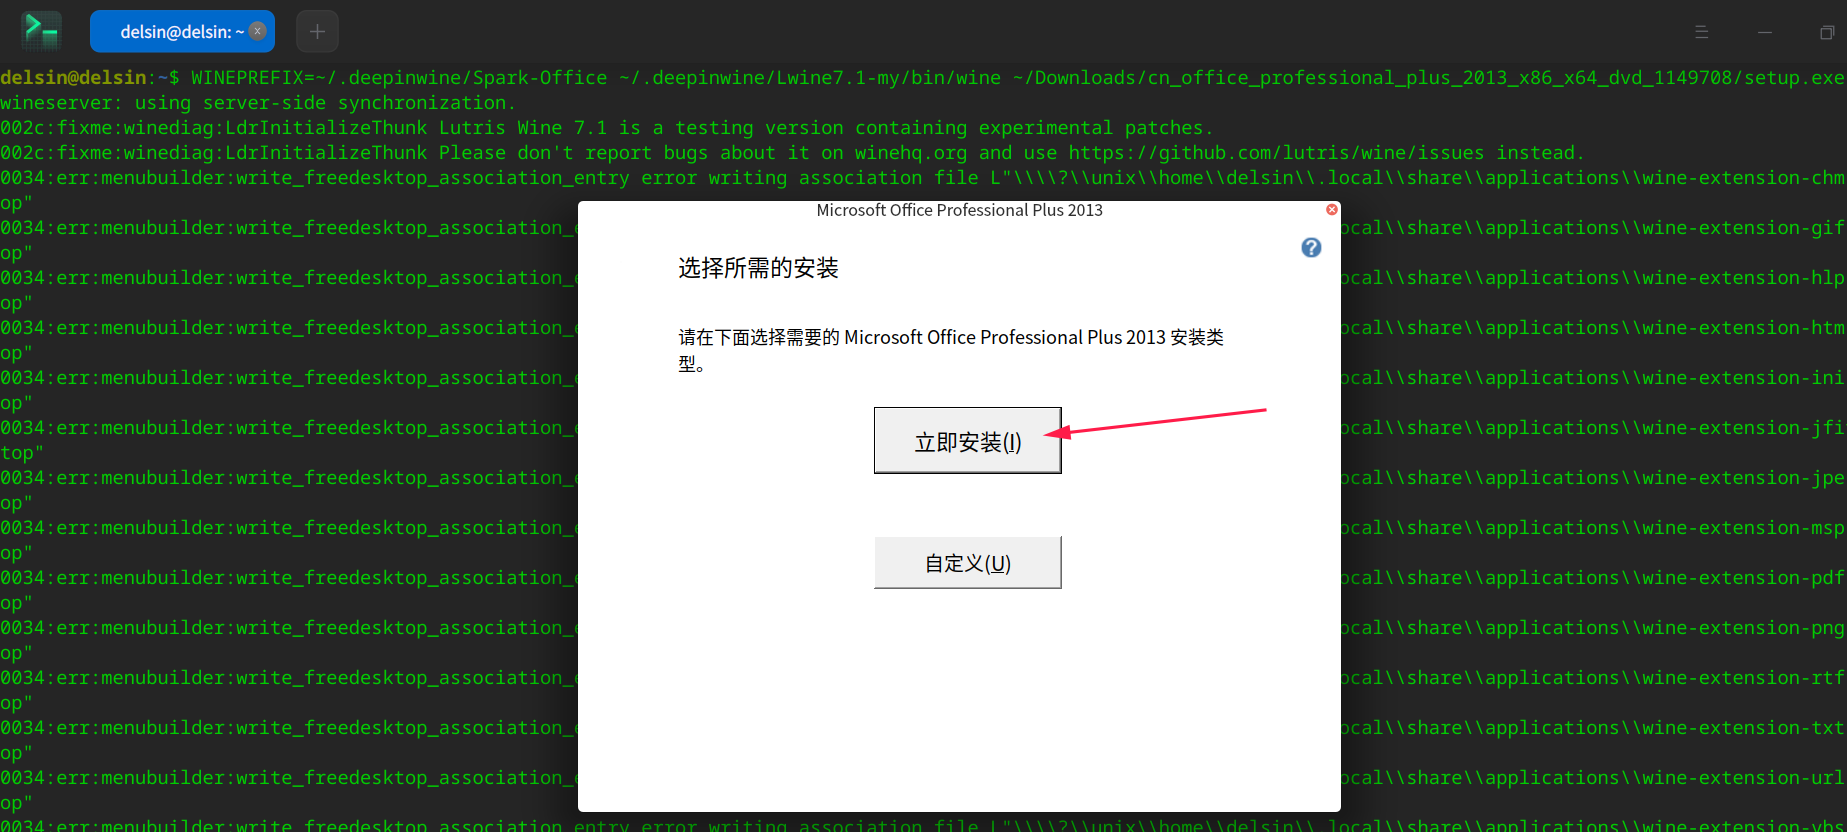 delsin@delsin: ~
delsin@delsin:~$ WINEPREFIX=~/.deepinwine/Spark-Office ~/.deepinwine/Lwine7.1-my/bin/wine ~/Downloads/cn_office_professional_plus_2013_x86_x64_dvd_1149708/setup.exe
wineserver: using server-side synchronization.
002c:fixme:winediag:LdrInitializeThunk Lutris Wine 7.1 is a testing version containing experimental patches.
002c:fixme:winediag:LdrInitializeThunk Please don't report bugs about it on winehq.org and use https://github.com/lutris/wine/issues instead.
0034:err:menubuilder:write_freedesktop_association_entry error writing association file L"\\\\?\\unix\\home\\delsin\\.local\\share\\applications\\wine-extension-chm
op"
0034:err:menubuilder:write_freedesktop_association_ ocal\\share\\applications\\wine-extension-gif
op"
0034:err:menubuilder:write_freedesktop_association_ ocal\\share\\applications\\wine-extension-hlp
op"
0034:err:menubuilder:write_freedesktop_association_ ocal\\share\\applications\\wine-extension-htm
op"
0034:err:menubuilder:write_freedesktop_association_ ocal\\share\\applications\\wine-extension-ini
op"
0034:err:menubuilder:write_freedesktop_association_ ocal\\share\\applications\\wine-extension-jfi
top"
0034:err:menubuilder:write_freedesktop_association_ ocal\\share\\applications\\wine-extension-jpe
op"
0034:err:menubuilder:write_freedesktop_association_ ocal\\share\\applications\\wine-extension-msp
op"
0034:err:menubuilder:write_freedesktop_association_ ocal\\share\\applications\\wine-extension-pdf
op"
0034:err:menubuilder:write_freedesktop_association_ ocal\\share\\applications\\wine-extension-png
op"
0034:err:menubuilder:write_freedesktop_association_ ocal\\share\\applications\\wine-extension-rtf
op"
0034:err:menubuilder:write_freedesktop_association_ ocal\\share\\applications\\wine-extension-txt
op"
0034:err:menubuilder:write_freedesktop_association_ ocal\\share\\applications\\wine-extension-url
op"
0034:err:menubuilder:write_freedesktop_association_entry error writing association file L"\\\\?\\unix\\home\\delsin\\.local\\share\\applications\\wine-extension-vbs
Microsoft Office Professional Plus 2013
选择所需的安装
请在下面选择需要的 Microsoft Office Professional Plus 2013 安装类
型。
立即安装(I)
自定义(U)